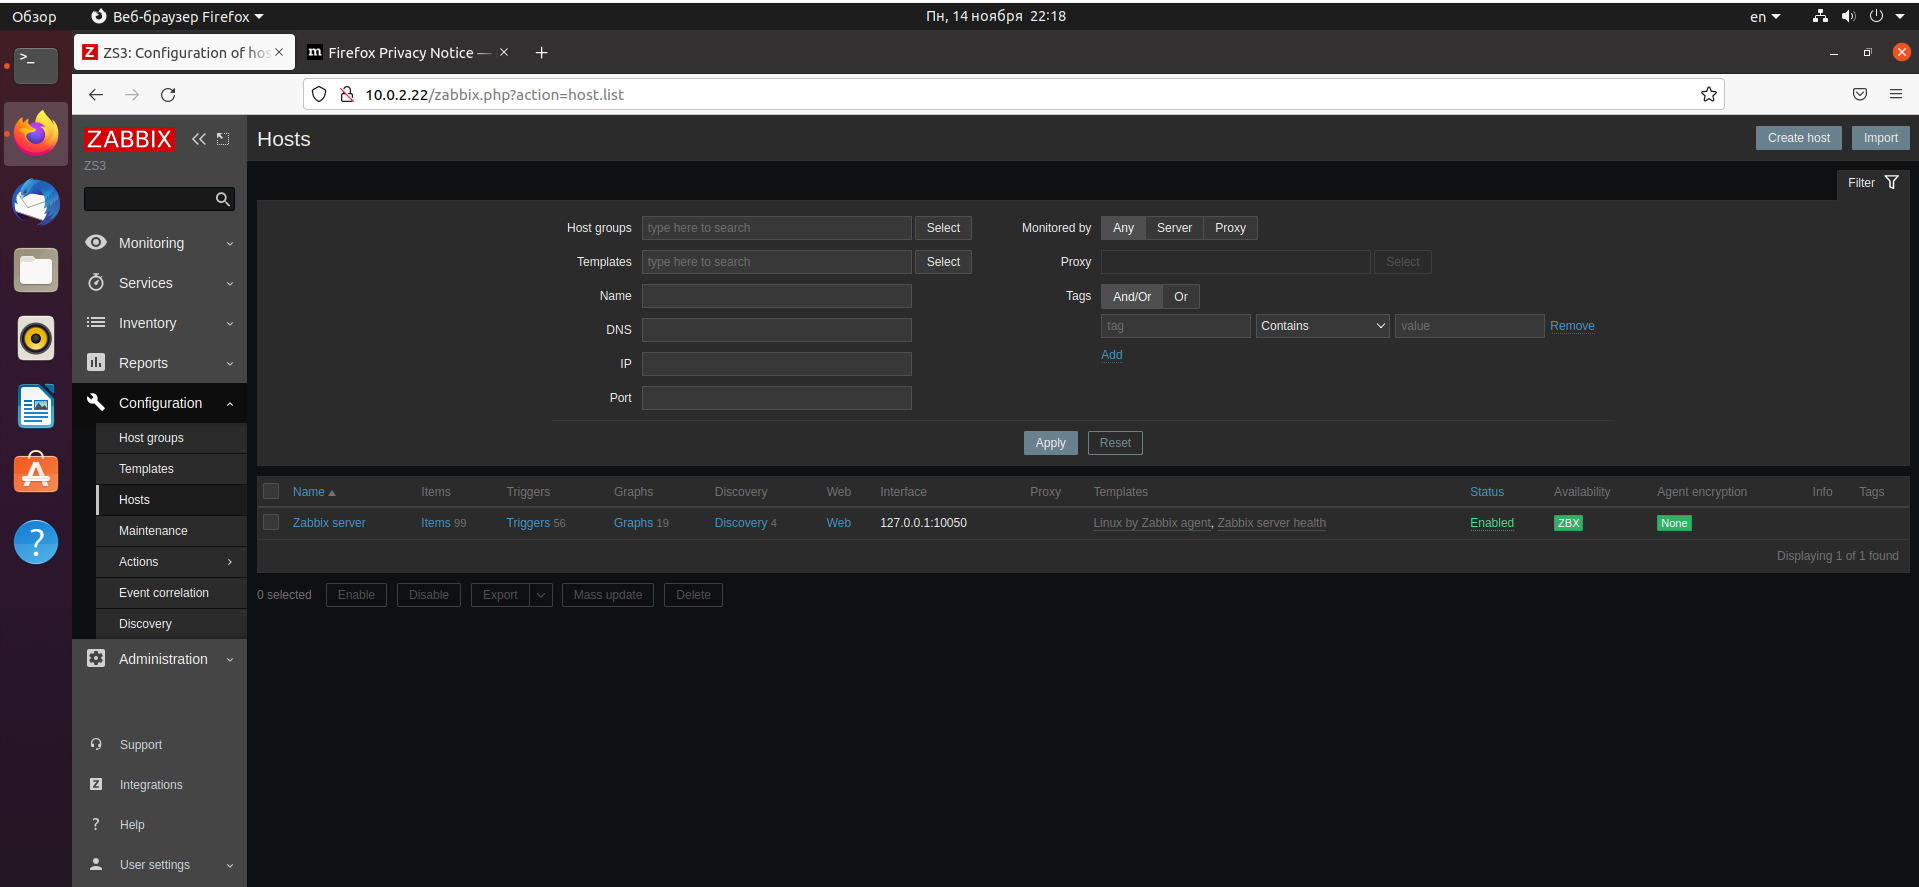 Обзор Веб-браузер Firefox Пн, 14 ноября 22:18 en
ZS3: Configuration of hos Firefox Privacy Notice —
10.0.2.22/zabbix.php?action=host.list
ZABBIX
ZS3
Monitoring
Services
Inventory
Reports
Configuration
Host groups
Templates
Hosts
Maintenance
Actions
Event correlation
Discovery
Administration
Support
Integrations
Help
User settings
Hosts Create host Import
Filter
Host groups type here to search Select
Templates type here to search Select
Name
DNS
IP
Port
Monitored by Any Server Proxy
Proxy Select
Tags And/Or Or
tag Contains value Remove
Add
Apply Reset
Name Items Triggers Graphs Discovery Web Interface Proxy Templates Status Availability Agent encryption Info Tags
Zabbix server Items 99 Triggers 56 Graphs 19 Discovery 4 Web 127.0.0.1:10050 Linux by Zabbix agent, Zabbix server health Enabled ZBX None
Displaying 1 of 1 found
0 selected Enable Disable Export Mass update Delete